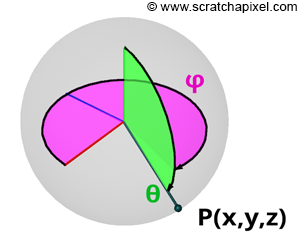 © www.scratchapixel.com
φ
θ
P(x,y,z)